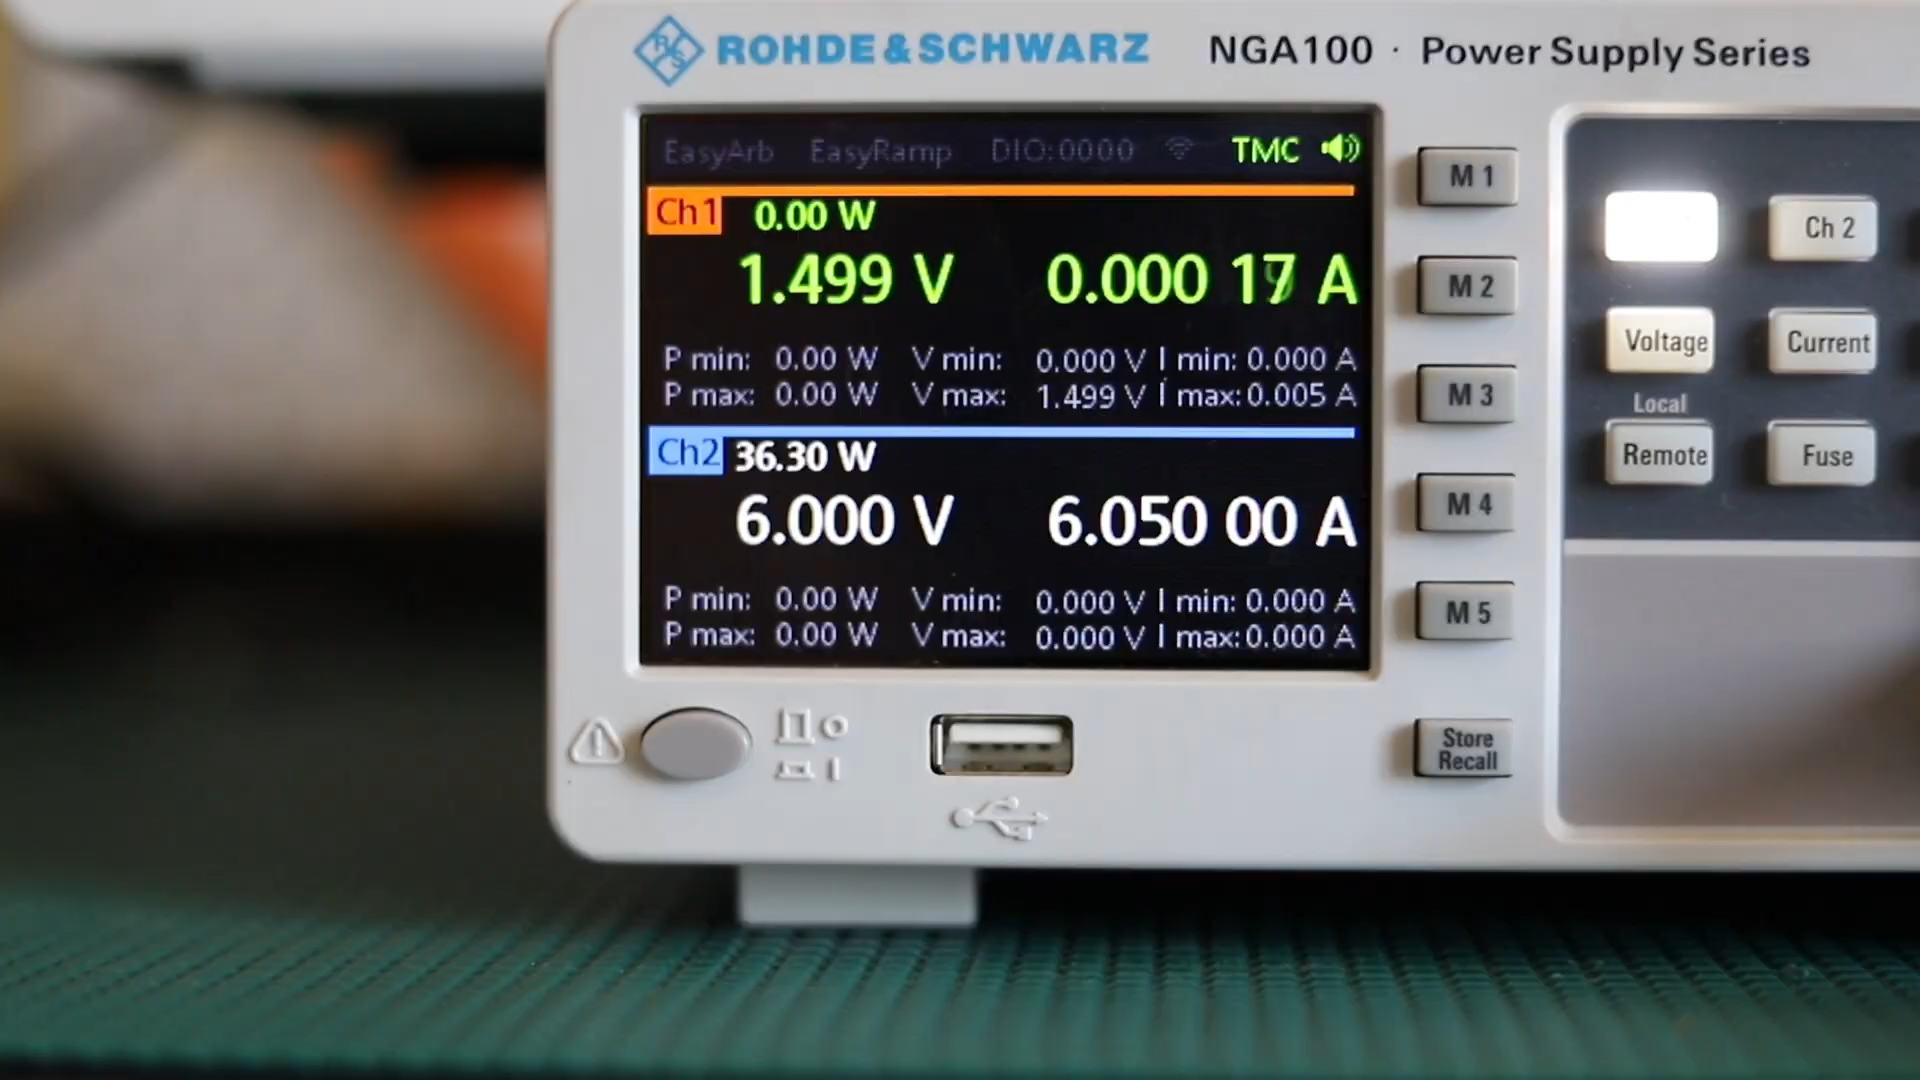 ROHDE & SCHWARZ NGA100 · Power Supply Series
EasyArb EasyRamp DIO:0000 TMC
Ch1 0.00 W
1.499 V 0.000 17 A
P min: 0.00 W V min: 0.000 V I min: 0.000 A
P max: 0.00 W V max: 1.499 V I max: 0.005 A
Ch2 36.30 W
6.000 V 6.050 00 A
P min: 0.00 W V min: 0.000 V I min: 0.000 A
P max: 0.00 W V max: 0.000 V I max: 0.000 A
M 1
M 2
M 3
M 4
M 5
Store
Recall
Ch 2
Voltage Current
Local
Remote Fuse